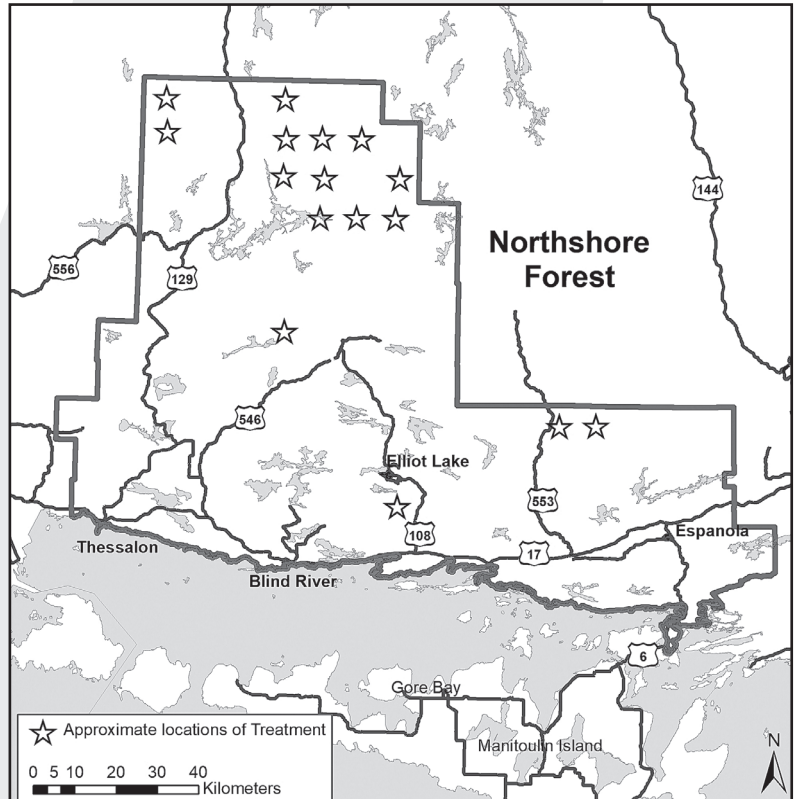 144
Northshore
Forest
556
129
546
Elliot Lake
553
108
17
Espanola
Thessalon
Blind River
6
Gore Bay
Manitoulin Island
Approximate locations of Treatment
0 5 10 20 30 40
Kilometers
N